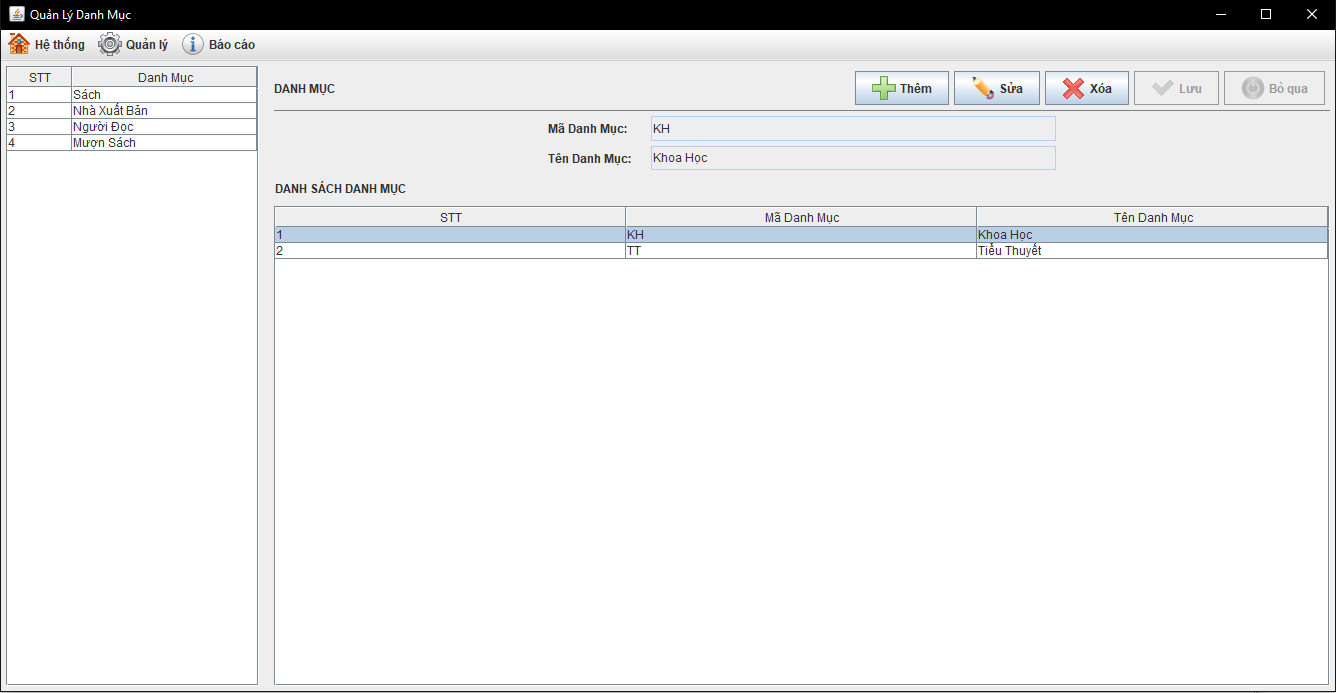 Quản Lý Danh Mục
Hệ thống Quản lý Báo cáo
STT Danh Mục
1 Sách
2 Nhà Xuất Bản
3 Người Đọc
4 Mượn Sách
DANH MỤC Thêm Sửa Xóa Lưu Bỏ qua
Mã Danh Mục: KH
Tên Danh Mục: Khoa Học
DANH SÁCH DANH MỤC
STT Mã Danh Mục Tên Danh Mục
1 KH Khoa Học
2 TT Tiểu Thuyết